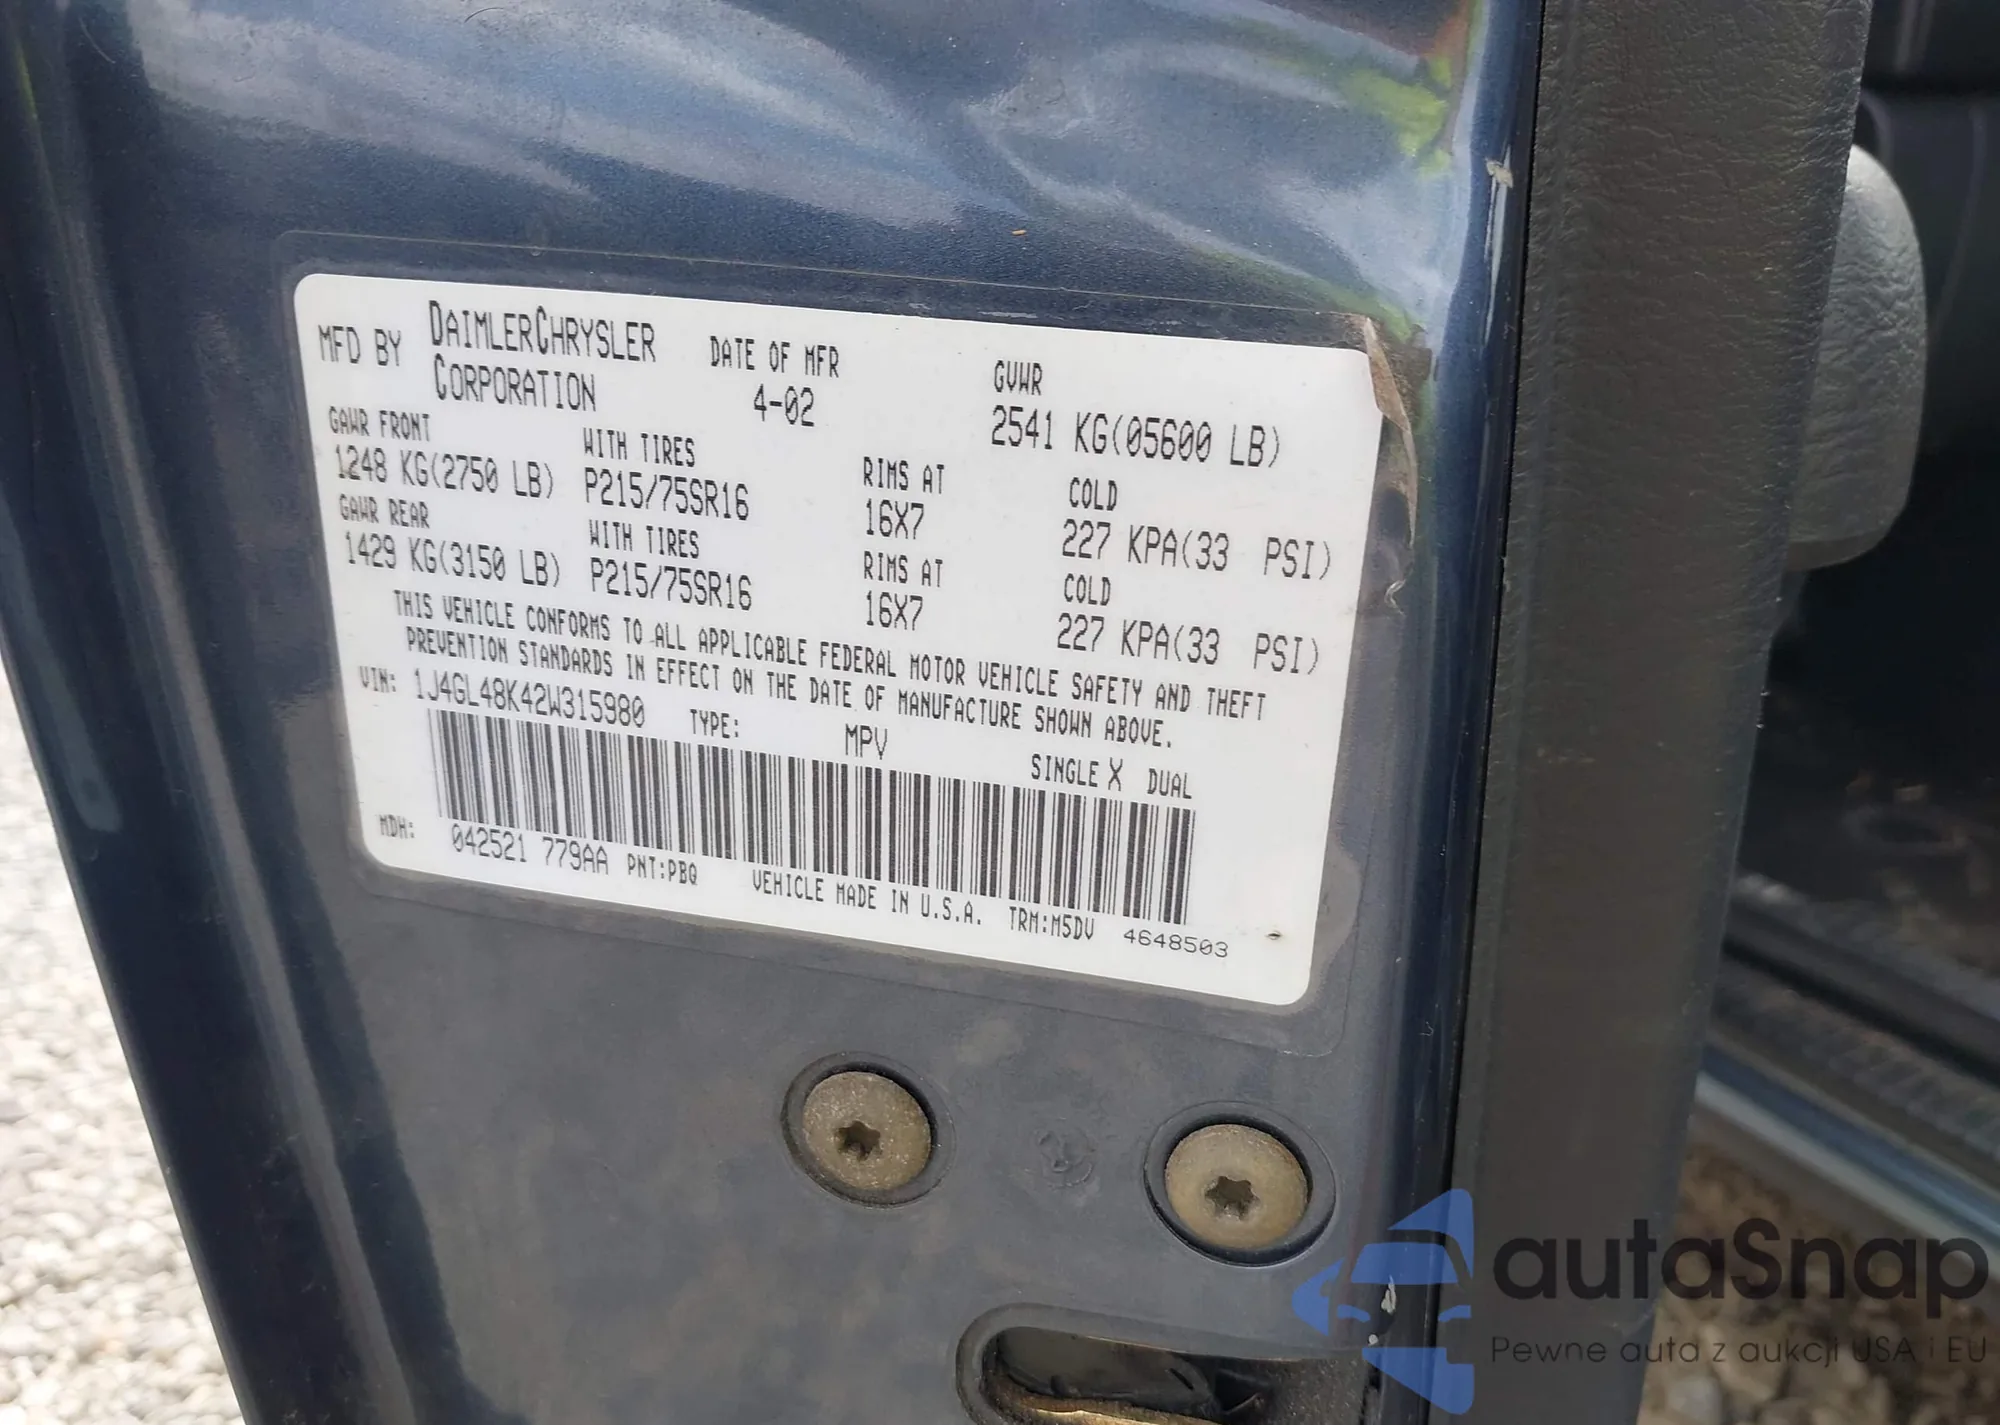 MFD BY DAIMLERCHRYSLER CORPORATION DATE OF MFR 4-02 GVWR 2541 KG(05600 LB)
GAWR FRONT WITH TIRES RIMS AT COLD
1248 KG(2750 LB) P215/75SR16 16X7 227 KPA(33 PSI)
GAWR REAR WITH TIRES RIMS AT COLD
1429 KG(3150 LB) P215/75SR16 16X7 227 KPA(33 PSI)
THIS VEHICLE CONFORMS TO ALL APPLICABLE FEDERAL MOTOR VEHICLE SAFETY AND THEFT
PREVENTION STANDARDS IN EFFECT ON THE DATE OF MANUFACTURE SHOWN ABOVE.
VIN: 1J4GL48K42W315980 TYPE: MPV SINGLE X DUAL
MDH: 042521 779AA PNT:PBQ VEHICLE MADE IN U.S.A. TRM:M5DV 4648503
autaSnap
Pewne auta z aukcji USA i EU